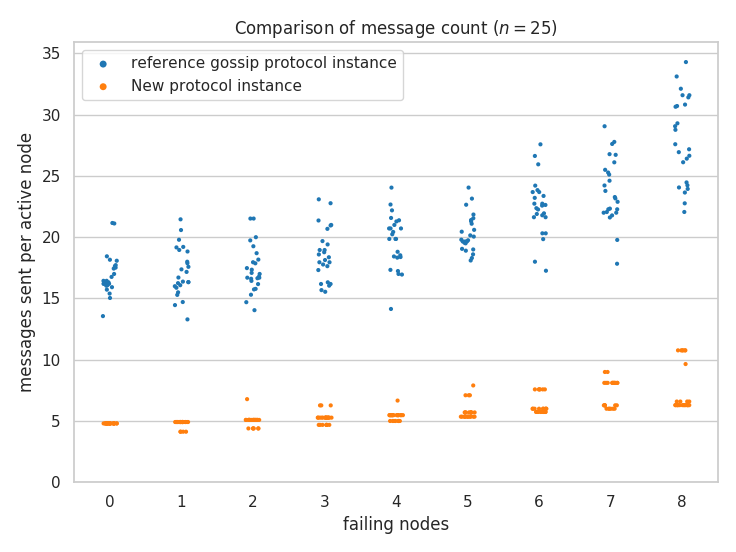 Comparison of message count (n = 25)
reference gossip protocol instance
New protocol instance
messages sent per active node
35
30
25
20
15
10
5
0
0 1 2 3 4 5 6 7 8
failing nodes